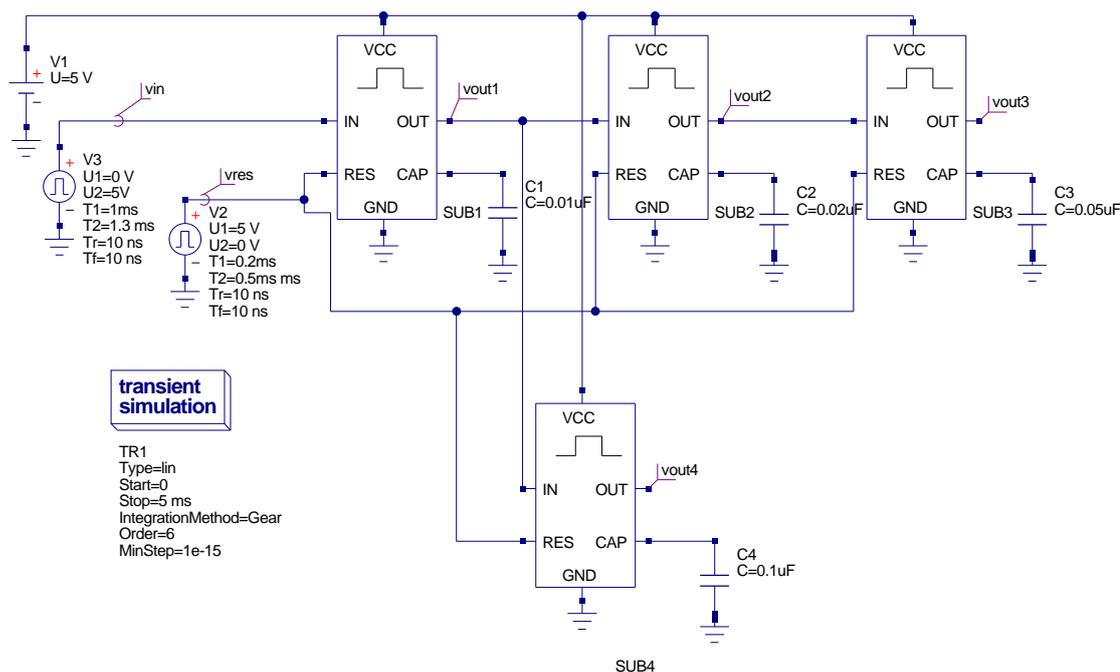 V1
U=5 V
vin
V3
U1=0 V
U2=5V
T1=1ms
T2=1.3 ms
Tr=10 ns
Tf=10 ns
vres
V2
U1=5 V
U2=0 V
T1=0.2ms
T2=0.5ms ms
Tr=10 ns
Tf=10 ns
VCC
IN
OUT
RES
CAP
GND
SUB1
vout1
C1
C=0.01uF
VCC
IN
OUT
RES
CAP
GND
SUB2
vout2
C2
C=0.02uF
VCC
IN
OUT
RES
CAP
GND
SUB3
vout3
C3
C=0.05uF
transient
simulation
TR1
Type=lin
Start=0
Stop=5 ms
IntegrationMethod=Gear
Order=6
MinStep=1e-15
VCC
IN
OUT
RES
CAP
GND
vout4
C4
C=0.1uF
SUB4
+
−
+
−
+
−